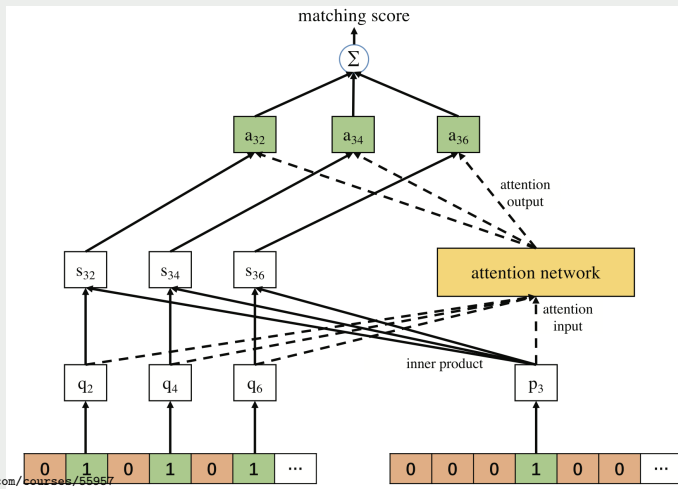 matching score
Σ
a₃₂ a₃₄ a₃₆
attention
output
s₃₂ s₃₄ s₃₆ attention network
attention
input
inner product
q₂ q₄ q₆ p₃
0 1 0 1 0 1 ... 0 0 0 1 0 0 ...
com/courses/55957